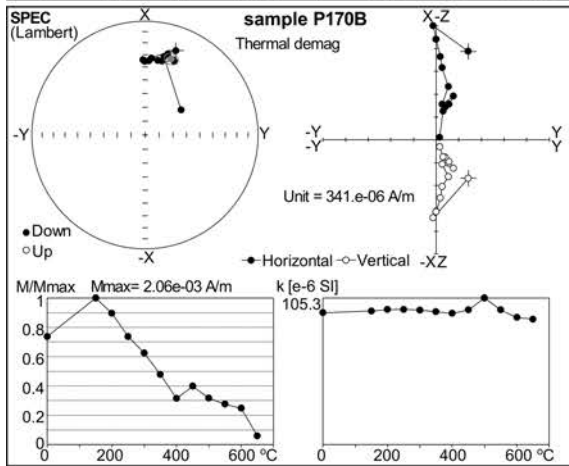 SPEC
(Lambert)
X
Y
-X
-Y
Down
Up
sample P170B
Thermal demag
X-Z
-Y
-Y
Y
Y
Unit = 341.e-06 A/m
-XZ
Horizontal
Vertical
M/Mmax
Mmax= 2.06e-03 A/m
1
0.8
0.6
0.4
0.2
0
0
200
400
600 ºC
k [e-6 SI]
105.3
0
200
400
600 ºC